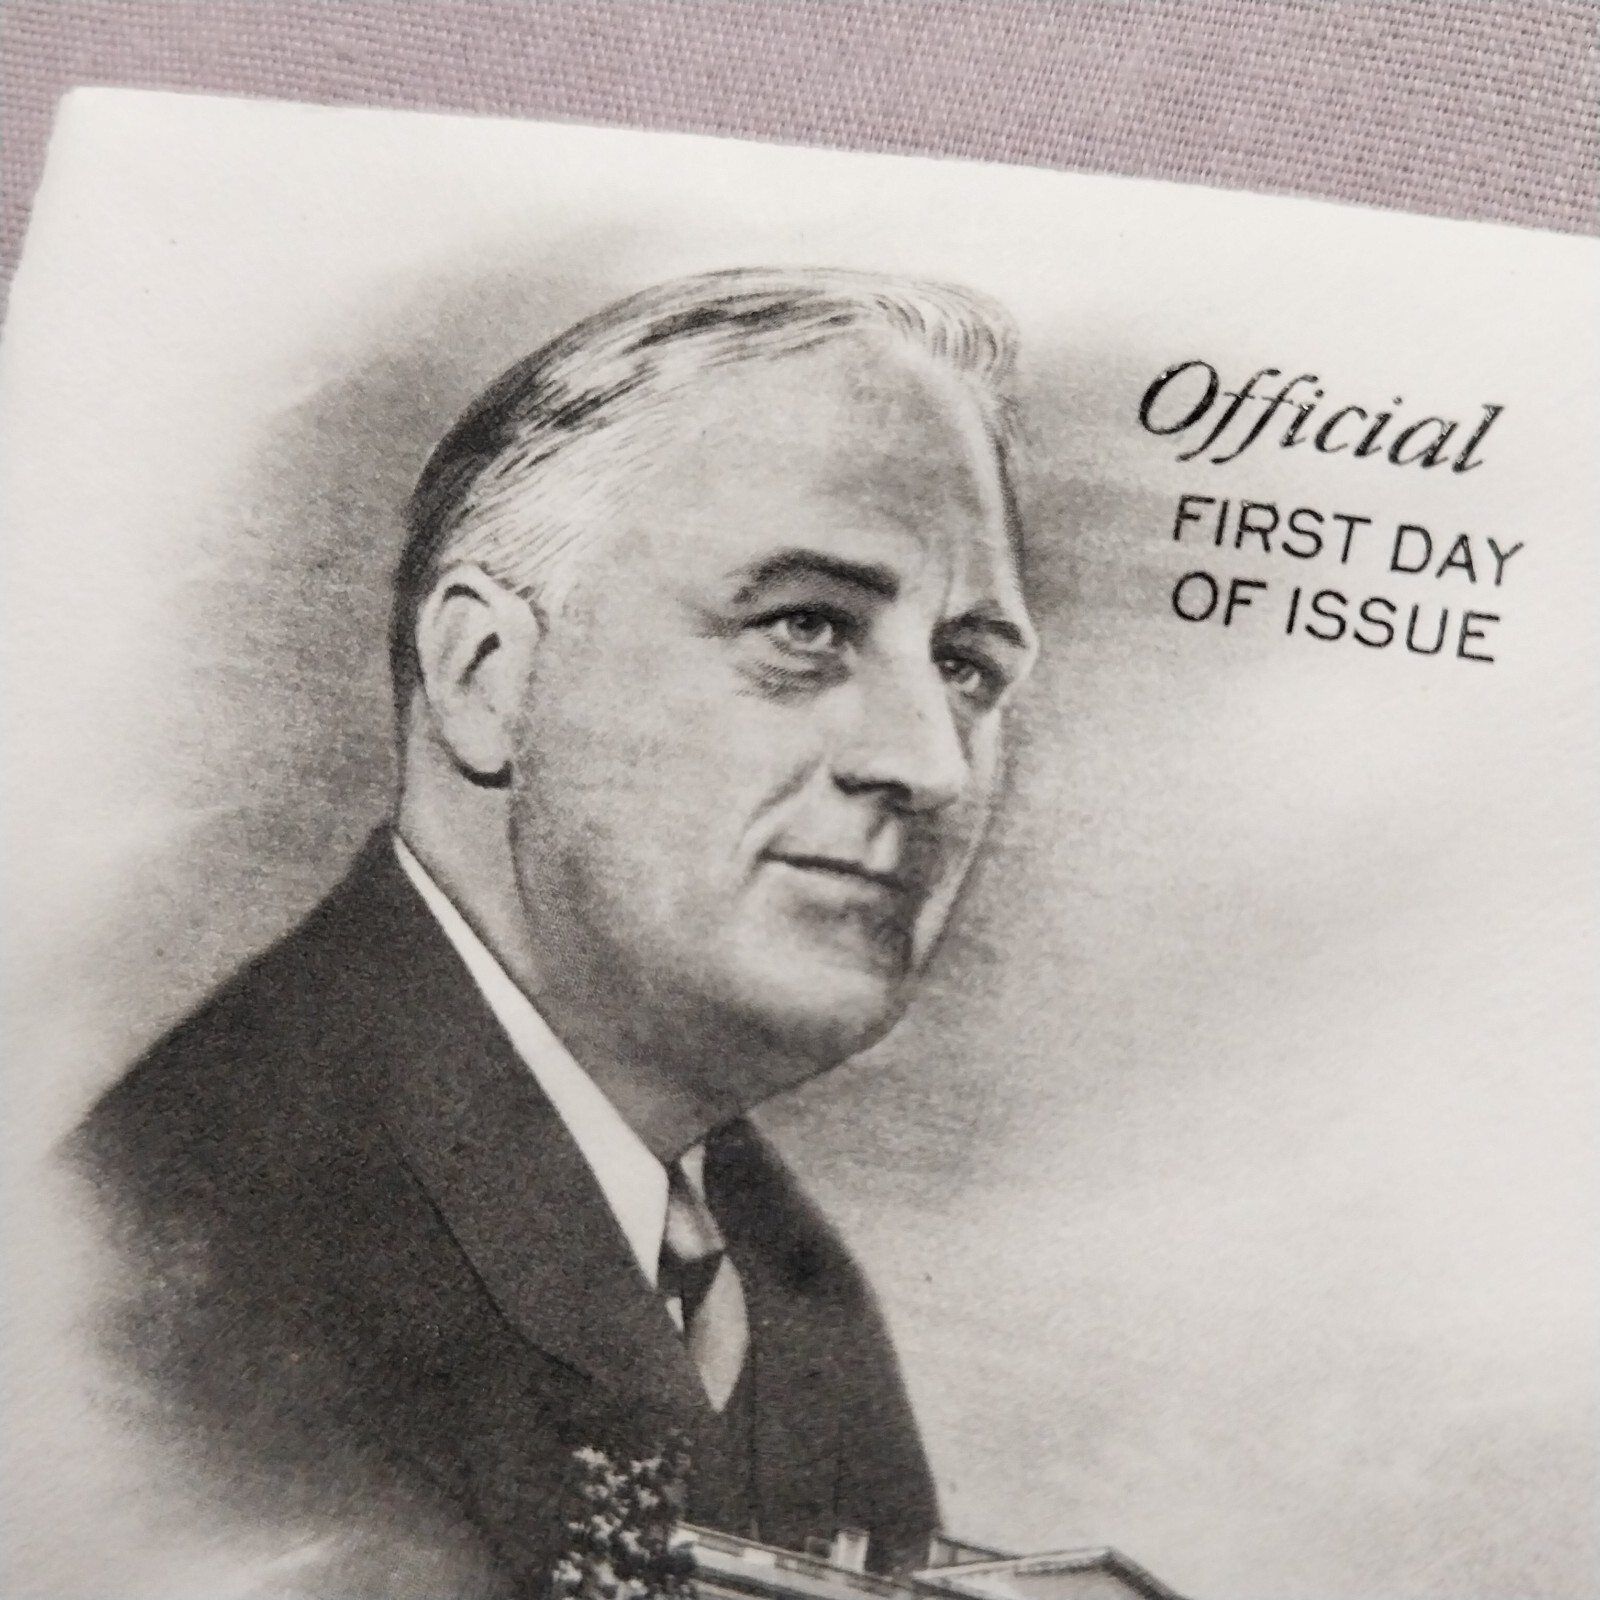 Official
FIRST DAY
OF ISSUE